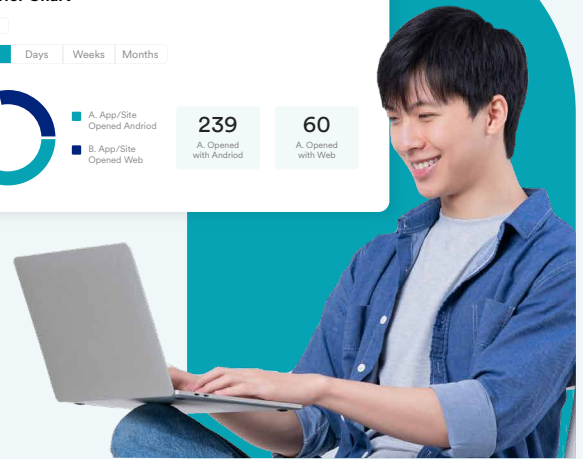 Chart
Days Weeks Months
A. App/Site
Opened Andriod
B. App/Site
Opened Web
239
A. Opened
with Andriod
60
A. Opened
with Web